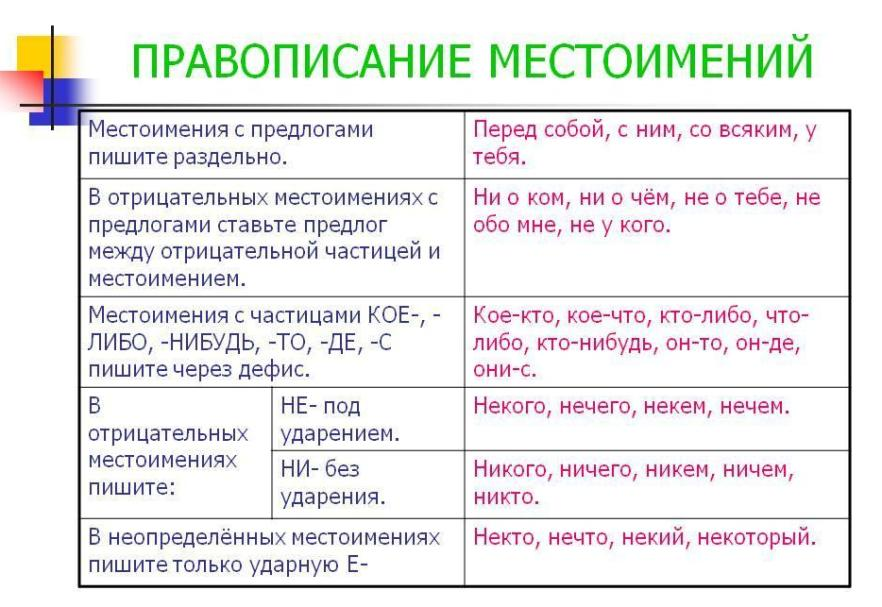 ПРАВОПИСАНИЕ МЕСТОИМЕНИЙ
Местоимения с предлогами
пишите раздельно.
Перед собой, с ним, со всяким, у
тебя.
В отрицательных местоимениях с
предлогами ставьте предлог
между отрицательной частицей и
местоимением.
Ни о ком, ни о чём, не о тебе, не
обо мне, не у кого.
Местоимения с частицами КОЕ-, -
ЛИБО, -НИБУДЬ, -ТО, -ДЕ, -С
пишите через дефис.
Кое-кто, кое-что, кто-либо, что-
либо, кто-нибудь, он-то, он-де,
они-с.
В
отрицательных
местоимениях
пишите:
НЕ- под
ударением.
Некого, нечего, некем, нечем.
НИ- без
ударения.
Никого, ничего, никем, ничем,
никто.
В неопределённых местоимениях
пишите только ударную Е-
Некто, нечто, некий, некоторый.